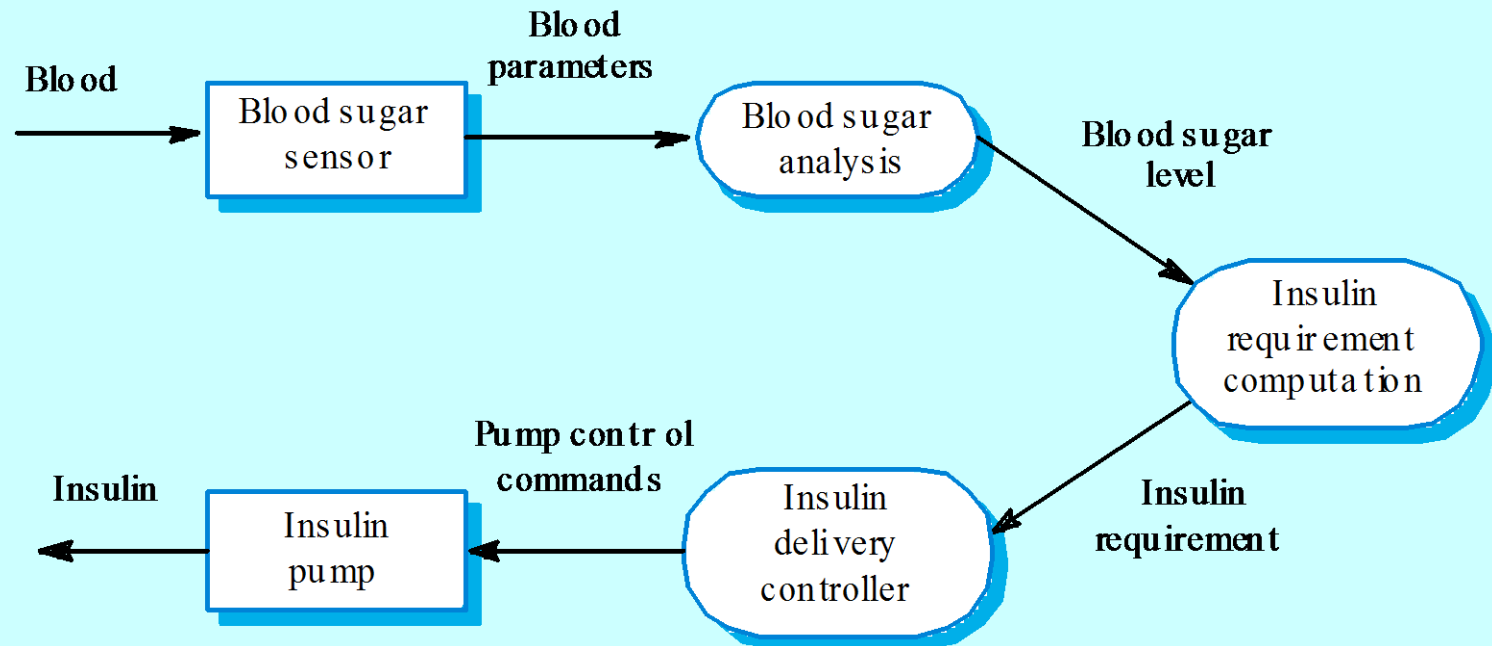 Blood
Blood sugar
sensor
Blood
parameters
Blood sugar
analysis
Blood sugar
level
Insulin
requirement
computation
Insulin
requirement
Insulin
delivery
controller
Pump control
commands
Insulin
pump
Insulin